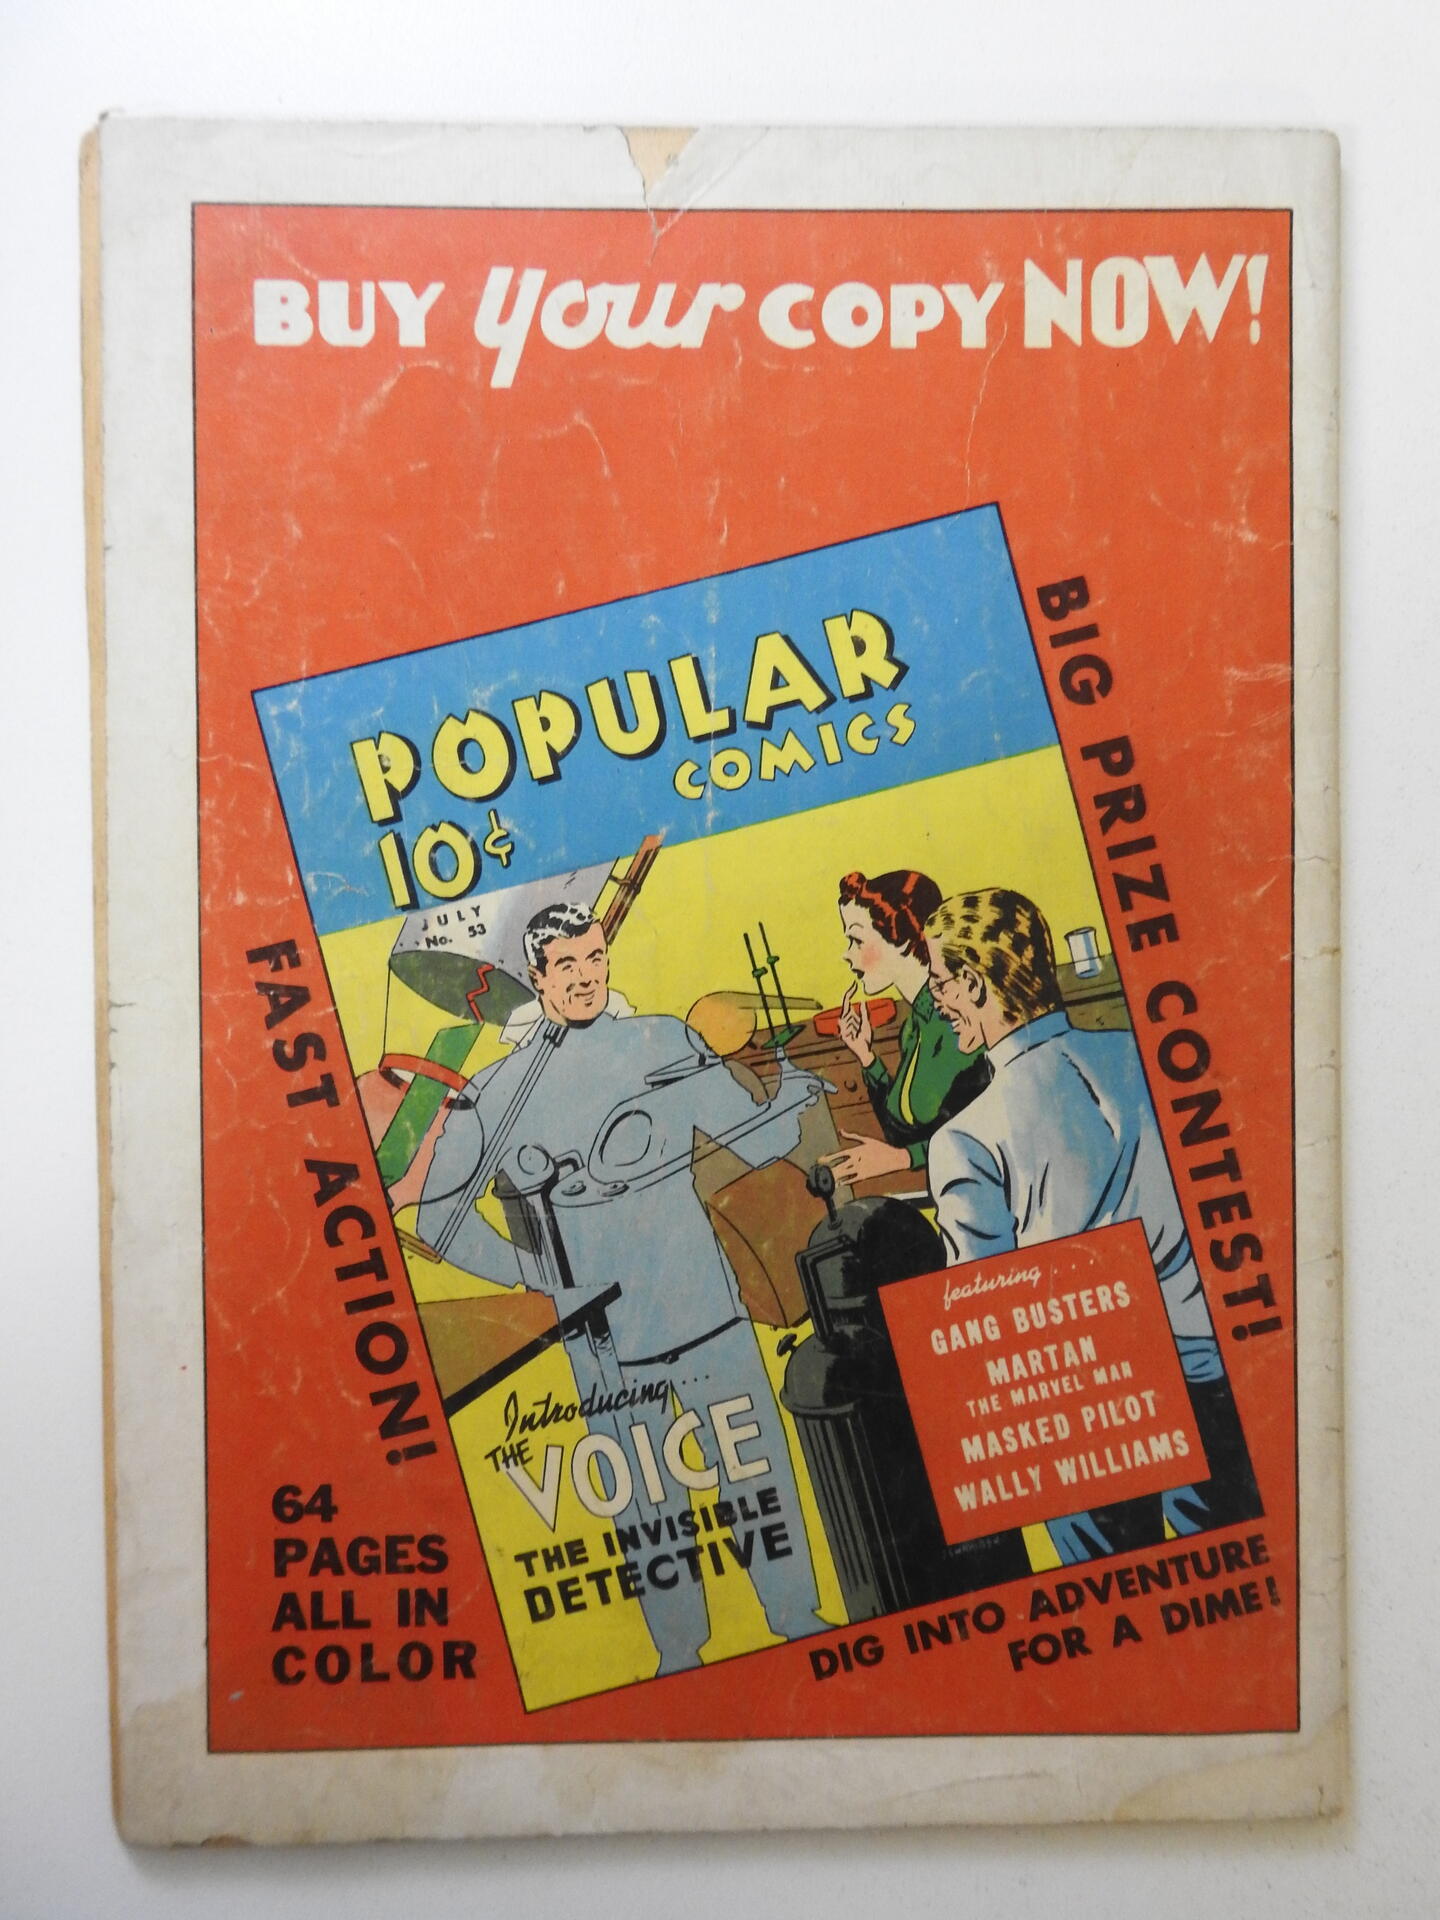 BUY your COPY NOW!
POPULAR
COMICS
10¢
JULY
No. 53
FAST ACTION!
BIG PRIZE CONTEST!
featuring....
GANG BUSTERS
MARTAN
THE MARVEL MAN
MASKED PILOT
WALLY WILLIAMS
Introducing...
THE VOICE
THE INVISIBLE
DETECTIVE
64
PAGES
ALL IN
COLOR
DIG INTO ADVENTURE
FOR A DIME!